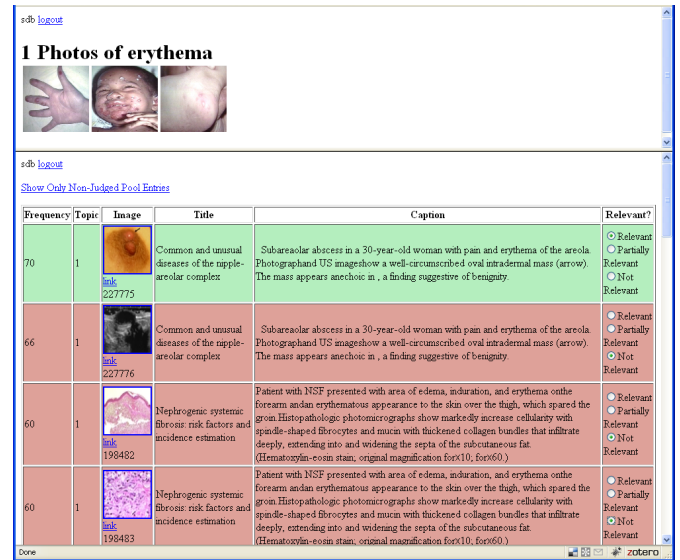 sdb logout
1 Photos of erythema
sdb logout
Show Only Non-Judged Pool Entries
Frequency Topic Image Title Caption Relevant?
70
1
link
227775
Common and unusual
diseases of the nipple-
areolar complex
Subareaolar abscess in a 30-year-old woman with pain and erythema of the areola.
Photographand US imageshow a well-circumscribed oval intradermal mass (arrow).
The mass appears anechoic in , a finding suggestive of benignity.
Relevant
Partially
Relevant
Not
Relevant
66
1
link
227776
Common and unusual
diseases of the nipple-
areolar complex
Subareaolar abscess in a 30-year-old woman with pain and erythema of the areola.
Photographand US imageshow a well-circumscribed oval intradermal mass (arrow).
The mass appears anechoic in , a finding suggestive of benignity.
Relevant
Partially
Relevant
Not
Relevant
60
1
link
198482
Nephrogenic systemic
fibrosis: risk factors and
incidence estimation
Patient with NSF presented with area of edema, induration, and erythema onthe
forearm andan erythematous appearance to the skin over the thigh, which spared the
groin.Histopathologic photomicrographs show markedly increase cellularity with
spindle-shaped fibrocytes and mucin with thickened collagen bundles that infiltrate
deeply, extending into and widening the septa of the subcutaneous fat.
(Hematoxylin-eosin stain; original magnification for×10; for×60.)
Relevant
Partially
Relevant
Not
Relevant
60
1
link
198483
Nephrogenic systemic
fibrosis: risk factors and
incidence estimation
Patient with NSF presented with area of edema, induration, and erythema onthe
forearm andan erythematous appearance to the skin over the thigh, which spared the
groin.Histopathologic photomicrographs show markedly increase cellularity with
spindle-shaped fibrocytes and mucin with thickened collagen bundles that infiltrate
deeply, extending into and widening the septa of the subcutaneous fat.
(Hematoxylin-eosin stain; original magnification for×10; for×60.)
Relevant
Partially
Relevant
Not
Relevant
Done
zotero